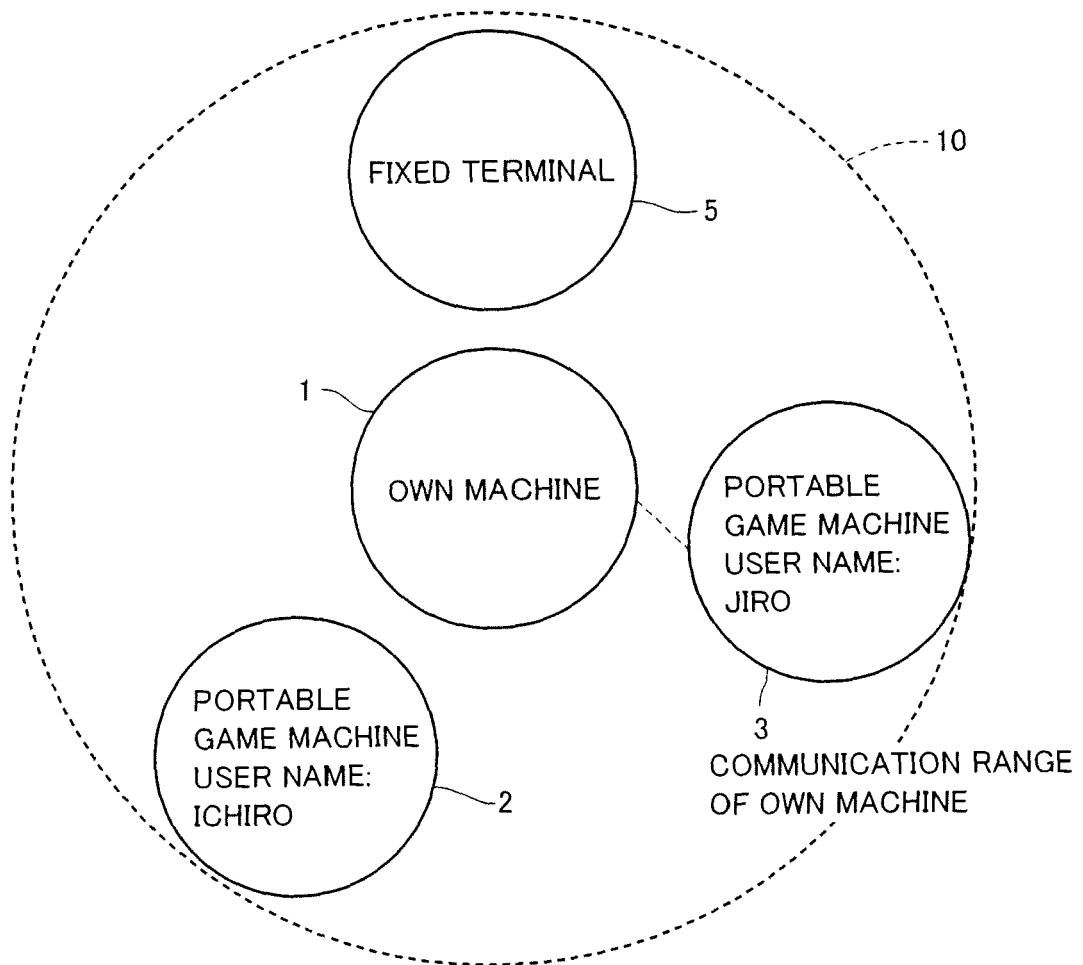 10
FIXED TERMINAL
5
1
OWN MACHINE
PORTABLE
GAME MACHINE
USER NAME:
JIRO
3
PORTABLE
GAME MACHINE
USER NAME:
ICHIRO
2
COMMUNICATION RANGE
OF OWN MACHINE